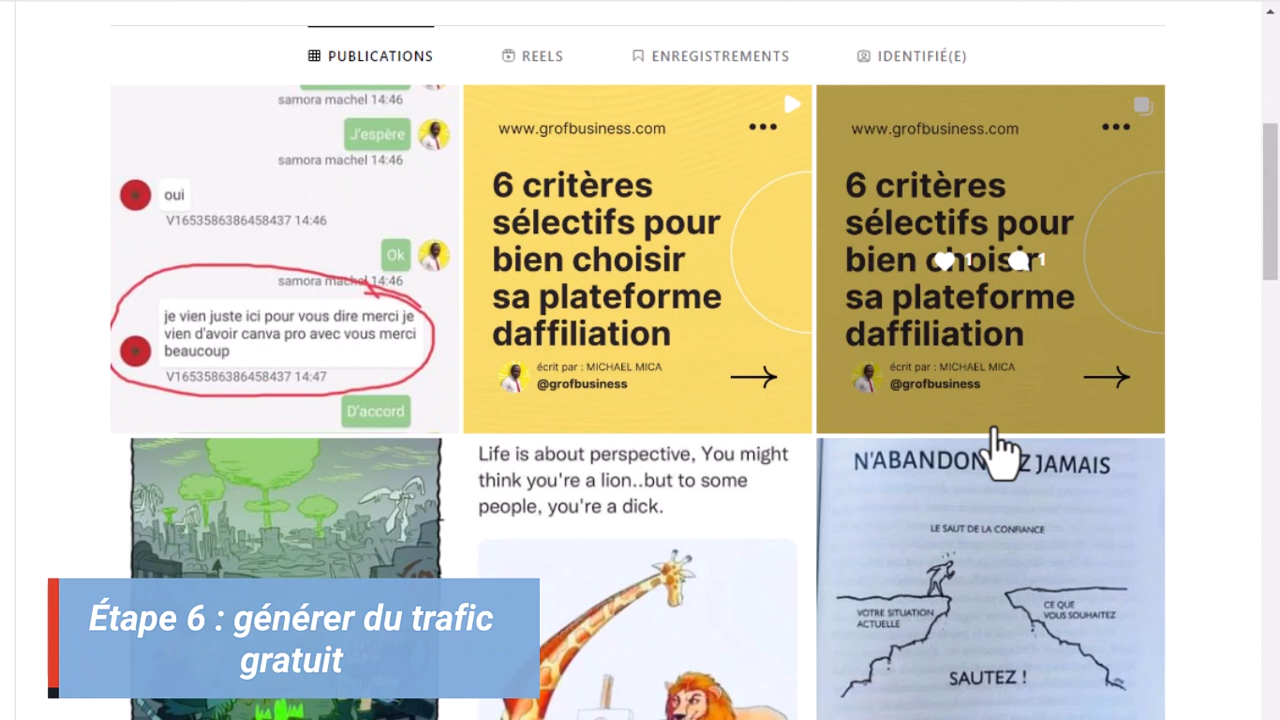 PUBLICATIONS
REELS
ENREGISTREMENTS
IDENTIFIÉ(E)
samora machel 14:46
J'espère
samora machel 14:46
oui
V1653586386458437 14:46
Ok
samora machel 14:46
je vien juste ici pour vous dire merci je
vien d'avoir canva pro avec vous merci
beaucoup
V1653586386458437 14:47
D'accord
www.grofbusiness.com
6 critères
sélectifs pour
bien choisir
sa plateforme
daffiliation
écrit par : MICHAEL MICA
@grofbusiness
www.grofbusiness.com
6 critères
sélectifs pour
bien choisir
1
1
sa plateforme
daffiliation
écrit par : MICHAEL MICA
@grofbusiness
Life is about perspective, You might
think you're a lion..but to some
people, you're a dick.
JAMAIS
LE SAUT DE LA CONFIANCE
VOTRE SITUATION
ACTUELLE
CE QUE
VOUS SOUHAITEZ
SAUTEZ !
Étape 6 : générer du trafic
gratuit